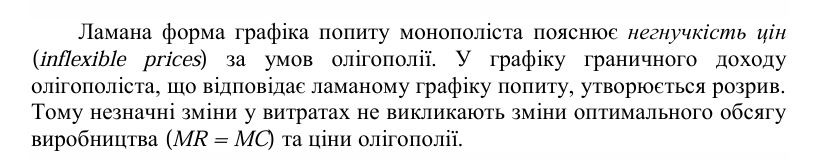 Ламана форма графіка попиту монополіста пояснює негнучкість цін
(inflexible prices) за умов олігополії. У графіку граничного доходу
олігополіста, що відповідає ламаному графіку попиту, утворюється розрив.
Тому незначні зміни у витратах не викликають зміни оптимального обсягу
виробництва (MR = MC) та ціни олігополії.